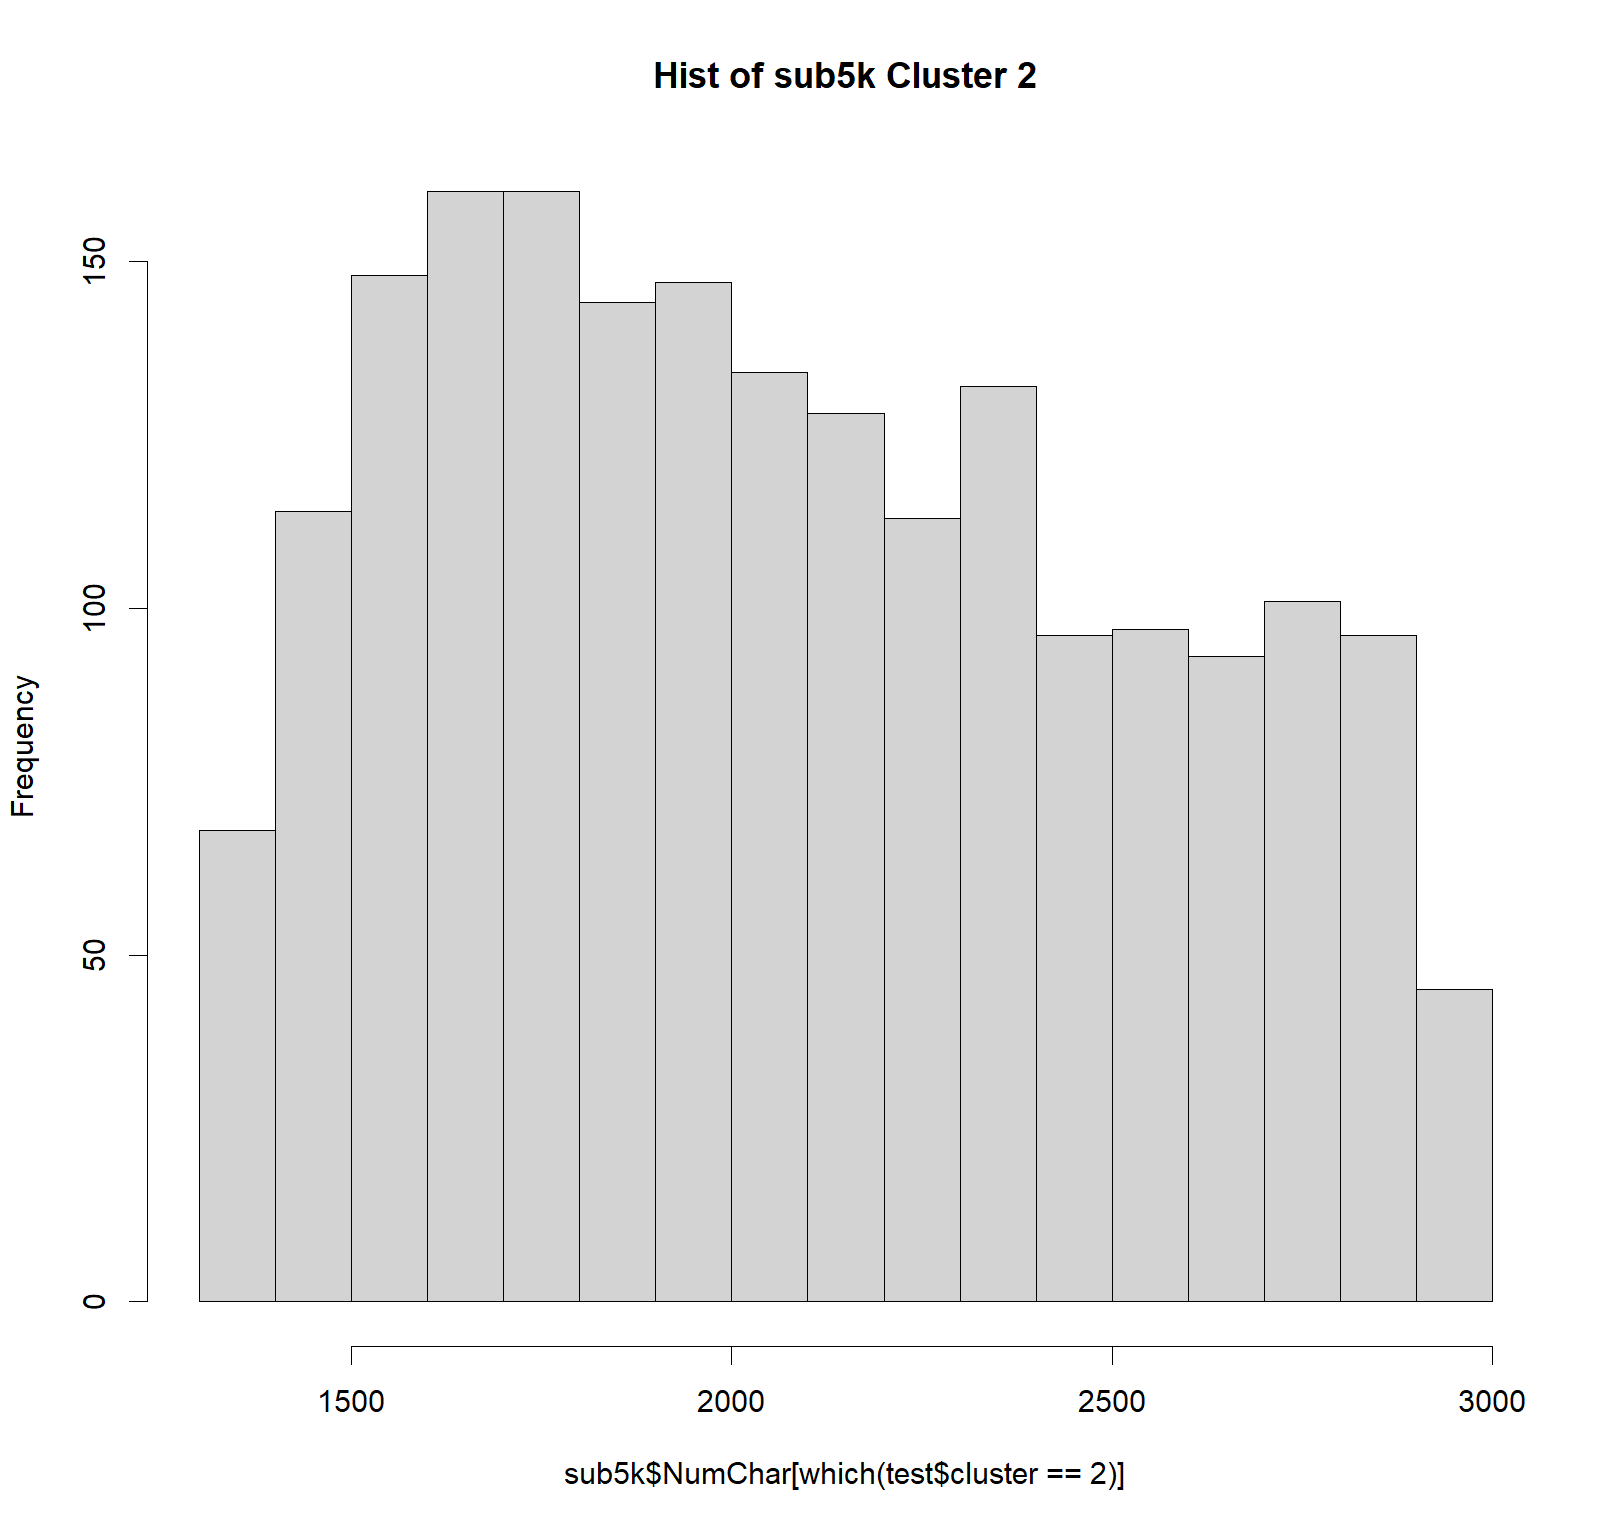 Hist of sub5k Cluster 2
150
100
50
0
Frequency
1500 2000 2500 3000
sub5k$NumChar[which(test$cluster == 2)]